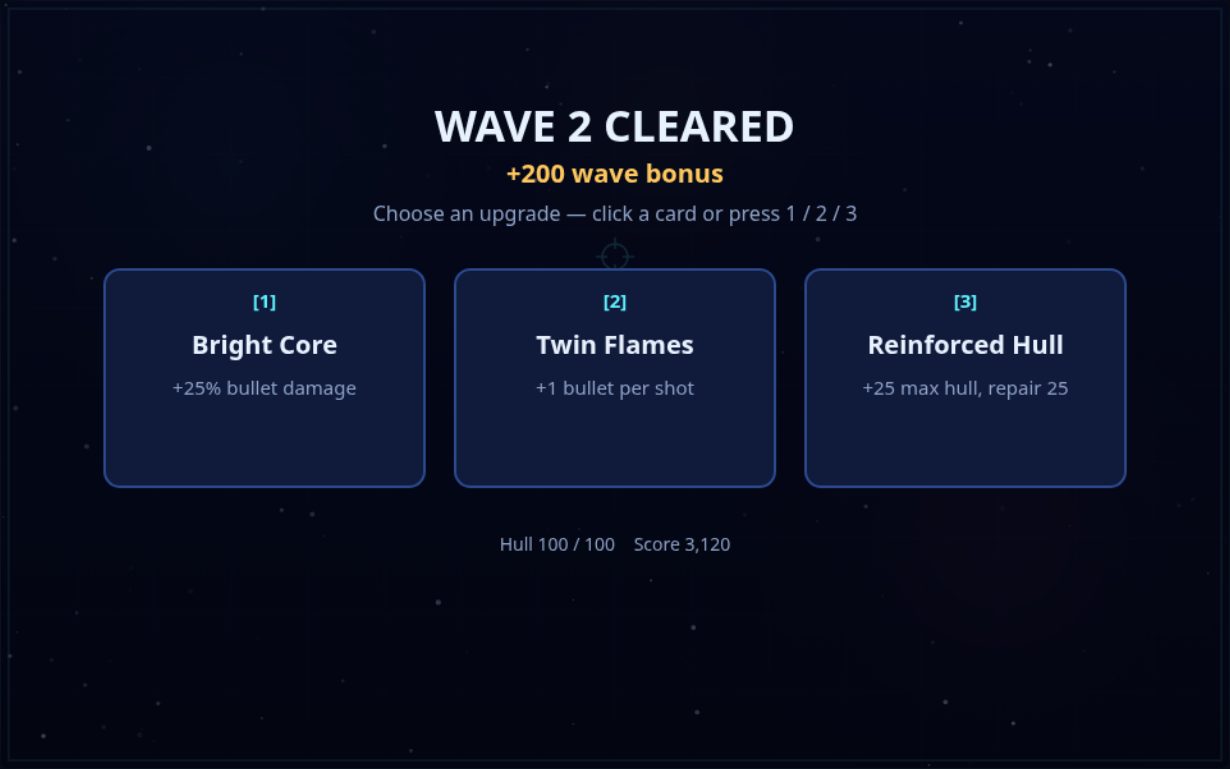 WAVE 2 CLEARED
+200 wave bonus
Choose an upgrade — click a card or press 1 / 2 / 3
[1]
Bright Core
+25% bullet damage
[2]
Twin Flames
+1 bullet per shot
[3]
Reinforced Hull
+25 max hull, repair 25
Hull 100 / 100    Score 3,120